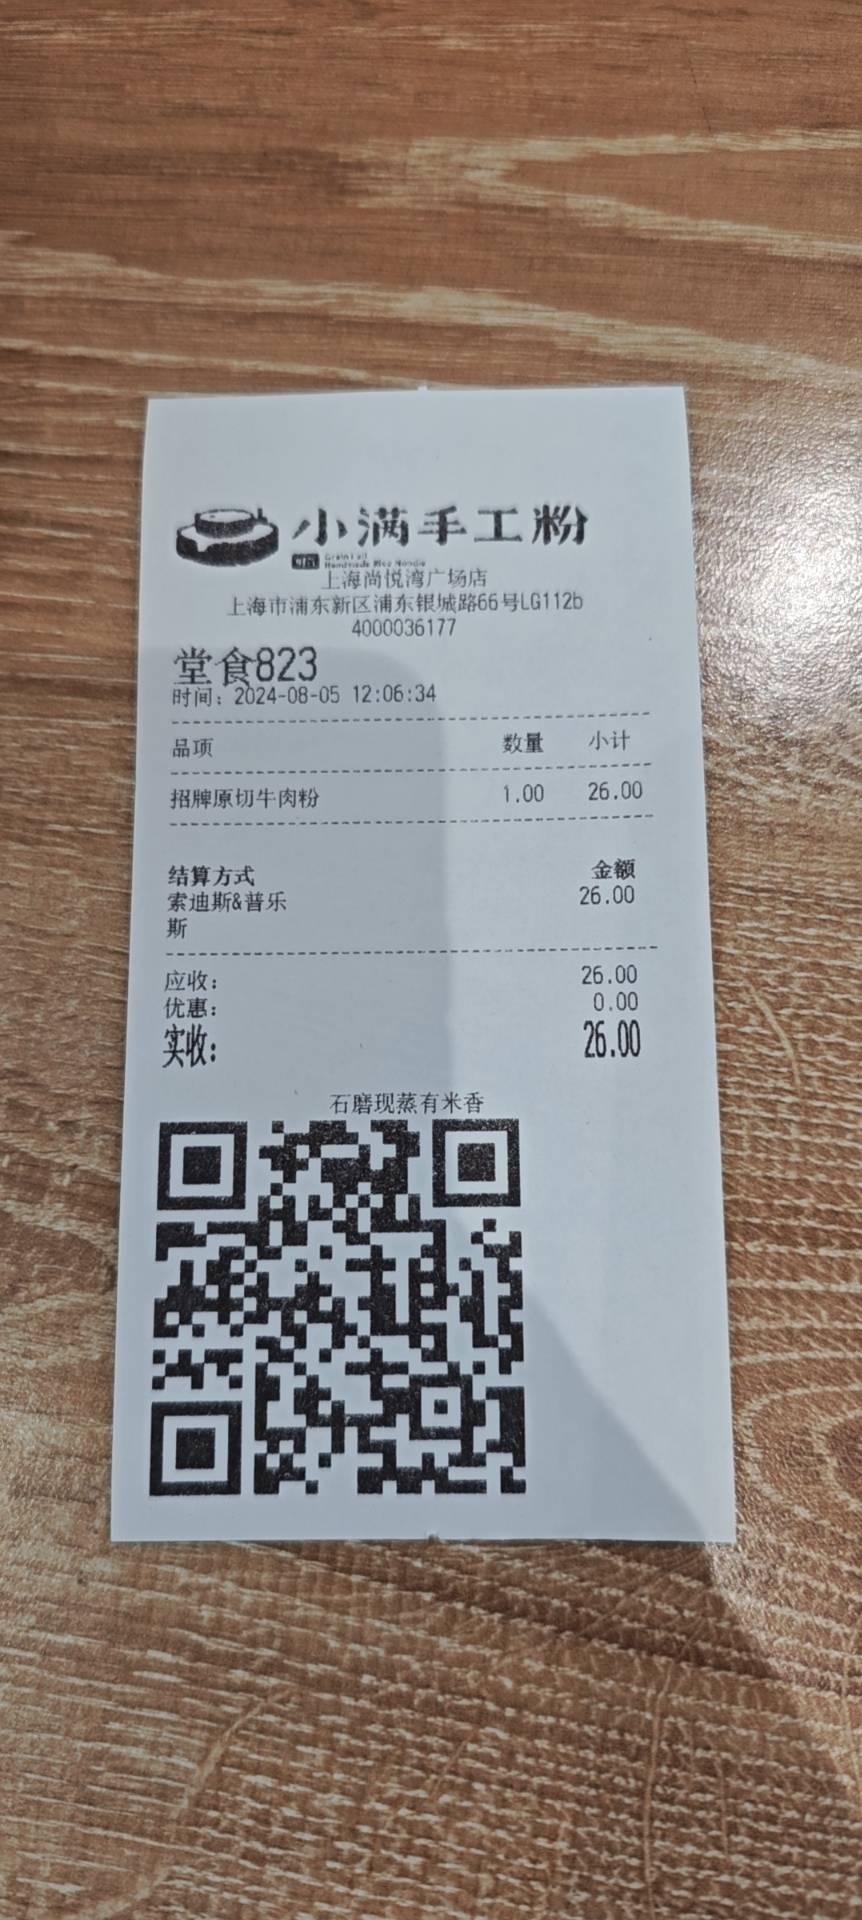 小满手工粉
Grain Full
Handmade Rice Noodle
上海尚悦湾广场店
上海市浦东新区浦东银城路66号LG112b
4000036177
堂食823
时间：2024-08-05 12:06:34
品项 数量 小计
招牌原切牛肉粉 1.00 26.00
结算方式 金额
索迪斯&普乐 26.00
斯
应收： 26.00
优惠： 0.00
实收： 26.00
石磨现蒸有米香